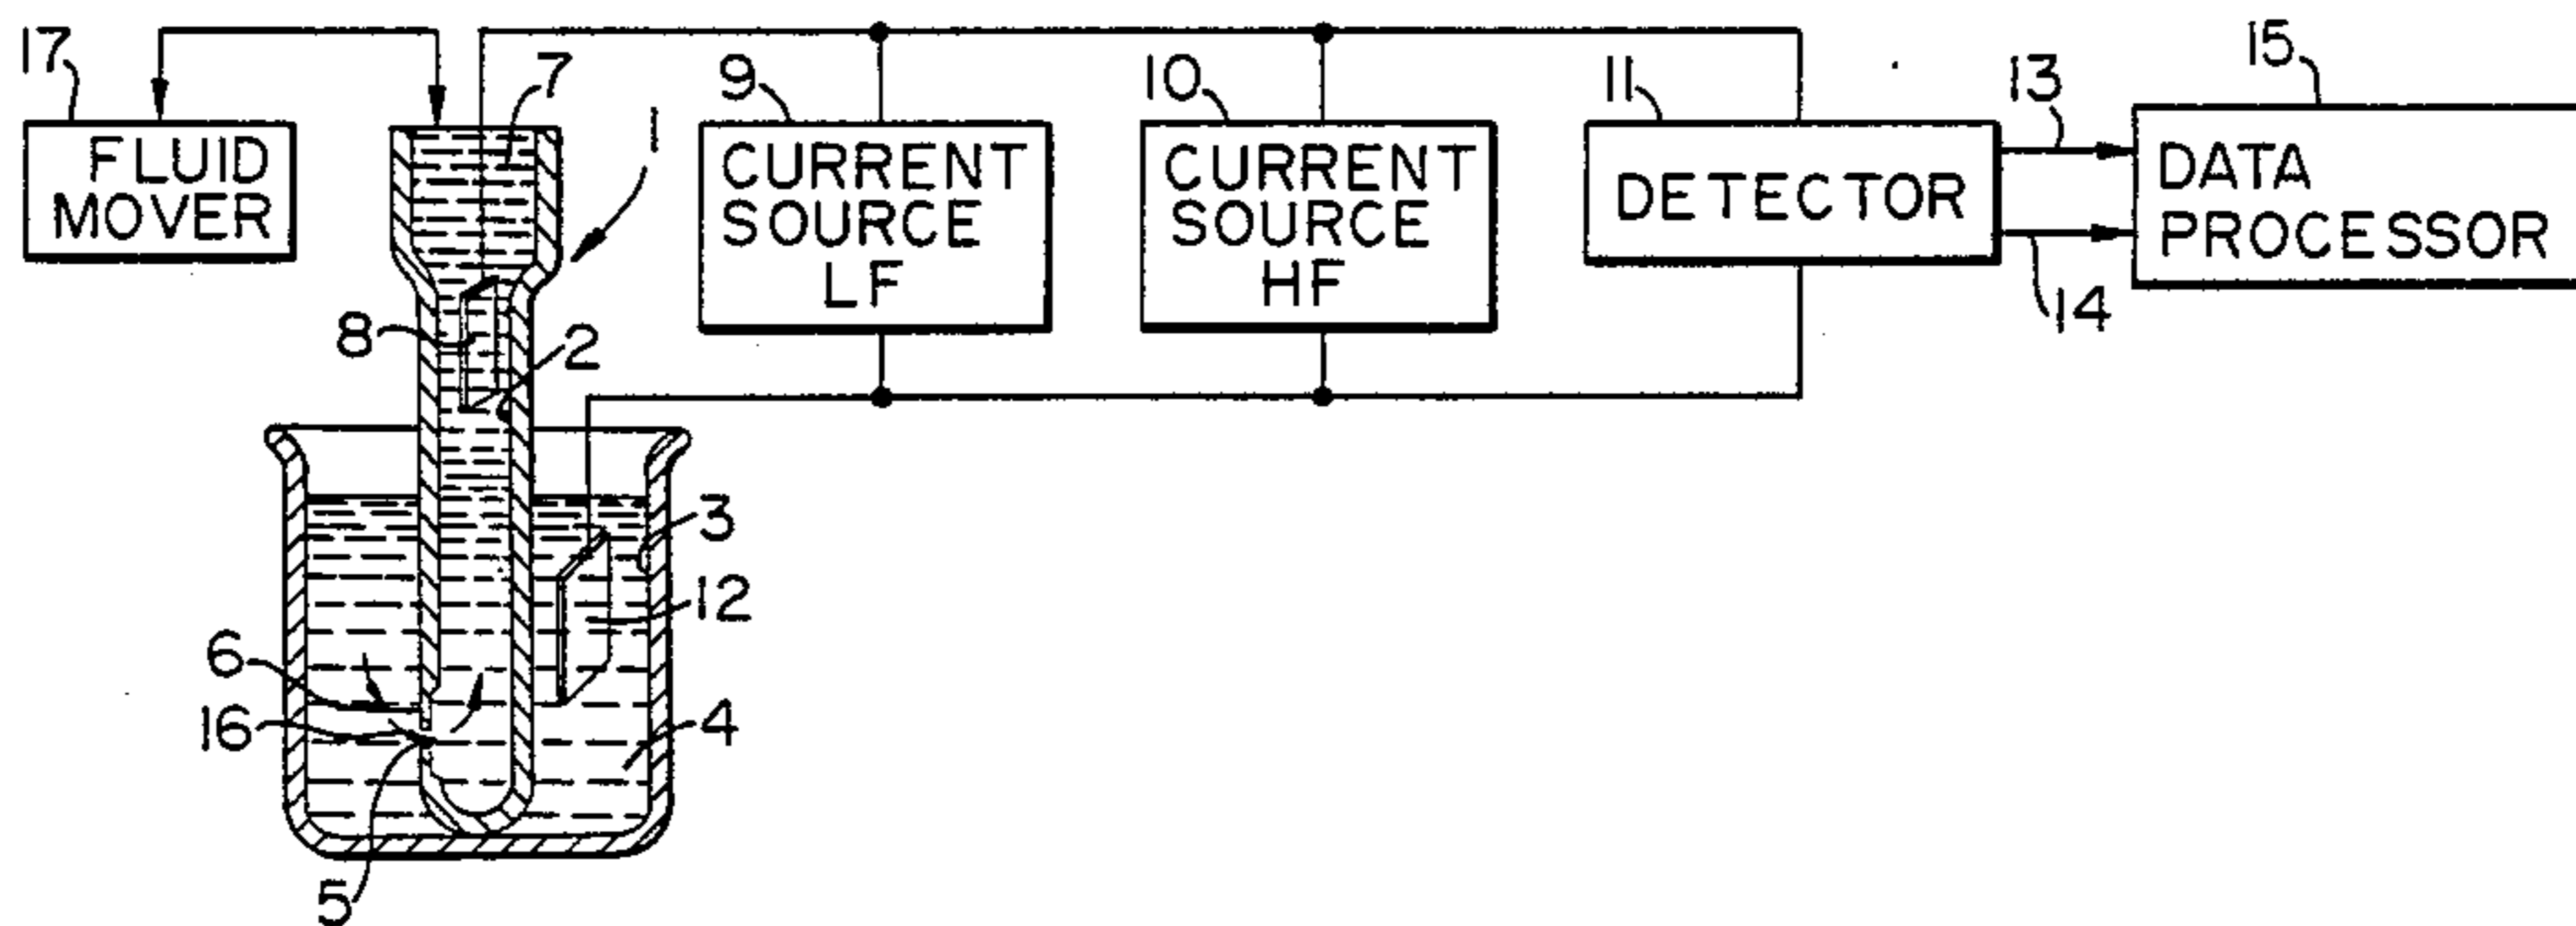 17
FLUID
MOVER
7
1
9
CURRENT
SOURCE
LF
10
CURRENT
SOURCE
HF
11
DETECTOR
13
14
15
DATA
PROCESSOR
8
2
3
12
6
16
4
5